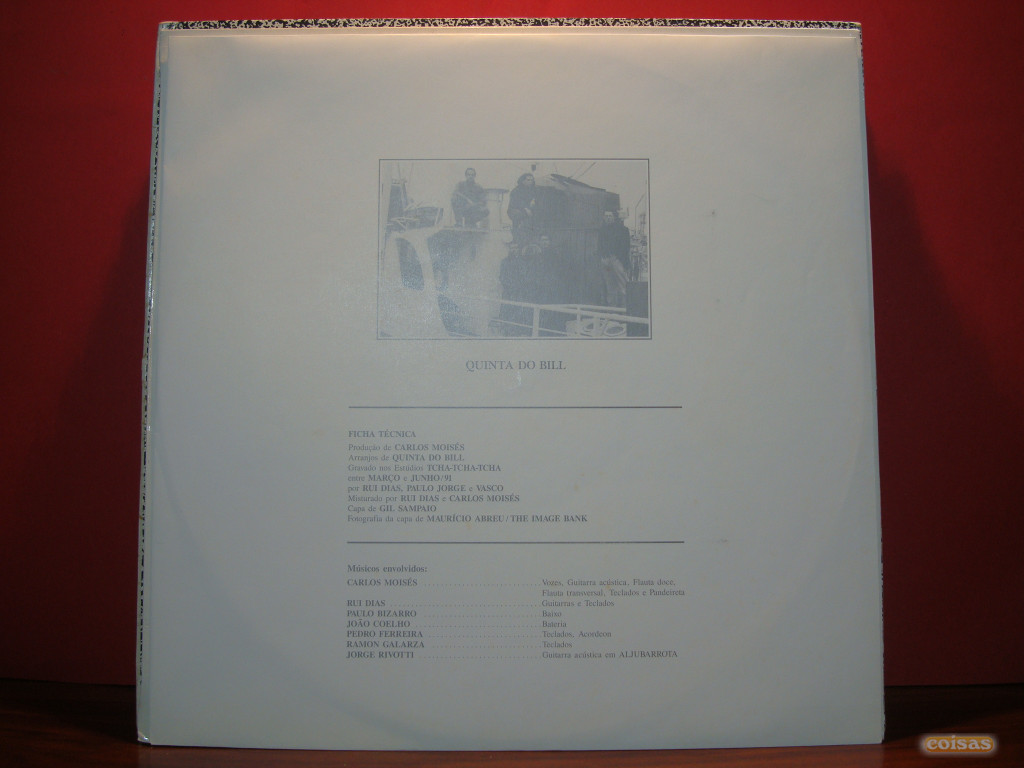 QUINTA DO BILL
FICHA TÉCNICA
Produção de CARLOS MOISÉS
Arranjos de QUINTA DO BILL
Gravado nos Estúdios TCHA-TCHA-TCHA
entre MARÇO e JUNHO/91
por RUI DIAS, PAULO JORGE e VASCO
Misturado por RUI DIAS e CARLOS MOISÉS
Capa de GIL SAMPAIO
Fotografia da capa de MAURÍCIO ABREU/THE IMAGE BANK
Músicos envolvidos:
CARLOS MOISÉS ............................ Vozes, Guitarra acústica, Flauta doce,
Flauta transversal, Teclados e Pandeireta
RUI DIAS ............................ Guitarras e Teclados
PAULO BIZARRO ............................ Baixo
JOÃO COELHO ............................ Bateria
PEDRO FERREIRA ............................ Teclados, Acordeon
RAMON GALARZA ............................ Teclados
JORGE RIVOTTI ............................ Guitarra acústica em ALJUBARROTA
coisas